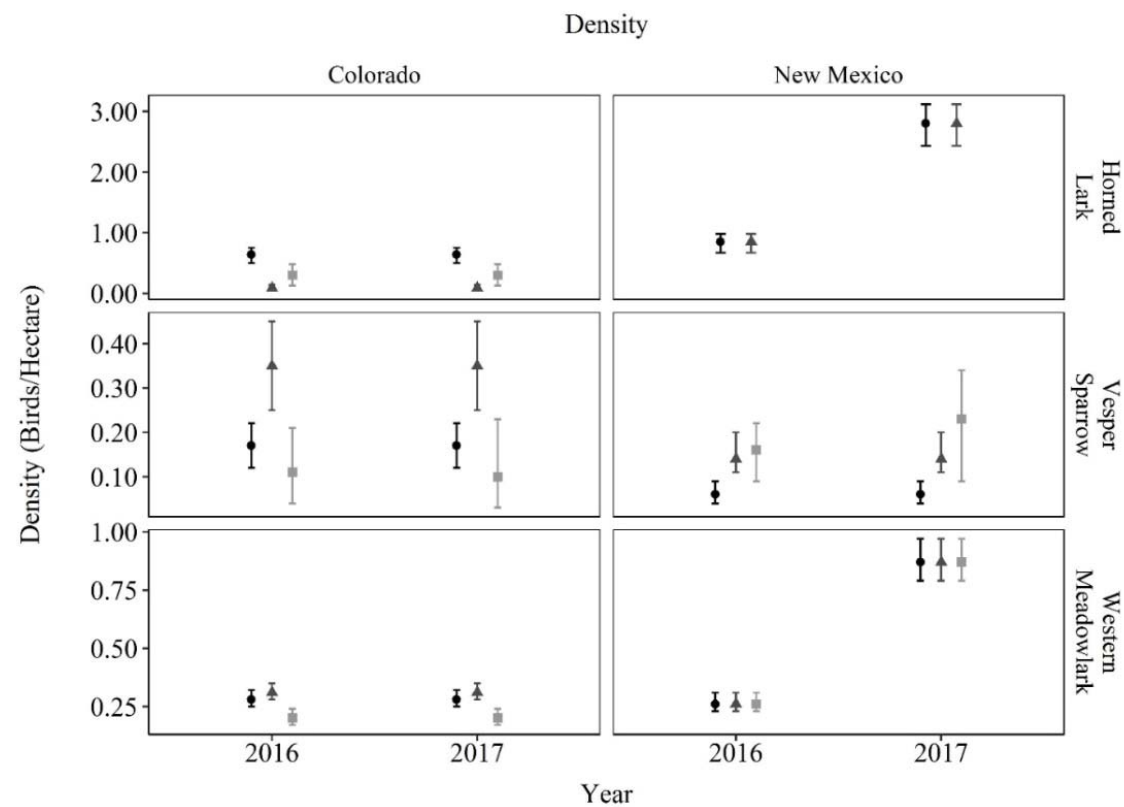 Density
Colorado
New Mexico
Density (Birds/Hectare)
3.00
2.00
1.00
0.00
Horned
Lark
0.40
0.30
0.20
0.10
Vesper
Sparrow
1.00
0.75
0.50
0.25
Western
Meadowlark
2016
2017
2016
2017
Year